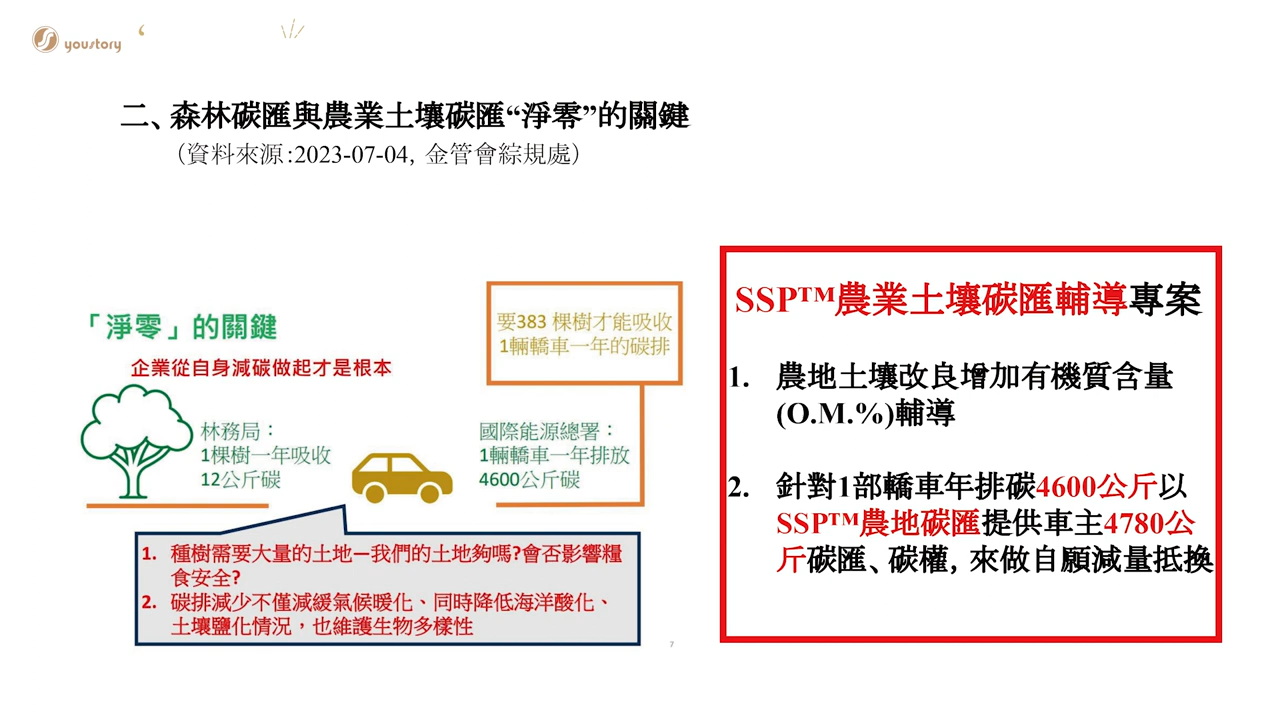 youstory
二、森林碳匯與農業土壤碳匯“淨零”的關鍵
(資料來源:2023-07-04, 金管會綜規處)
「淨零」的關鍵
企業從自身減碳做起才是根本
要383 棵樹才能吸收
1輛轎車一年的碳排
林務局：
1棵樹一年吸收
12公斤碳
國際能源總署：
1輛轎車一年排放
4600公斤碳
1. 種樹需要大量的土地—我們的土地夠嗎?會否影響糧
食安全?
2. 碳排減少不僅減緩氣候暖化、同時降低海洋酸化、
土壤鹽化情況，也維護生物多樣性
7
SSP™農業土壤碳匯輔導專案
1. 農地土壤改良增加有機質含量
(O.M.%)輔導
2. 針對1部轎車年排碳4600公斤以
SSP™農地碳匯提供車主4780公
斤碳匯、碳權, 來做自願減量抵換